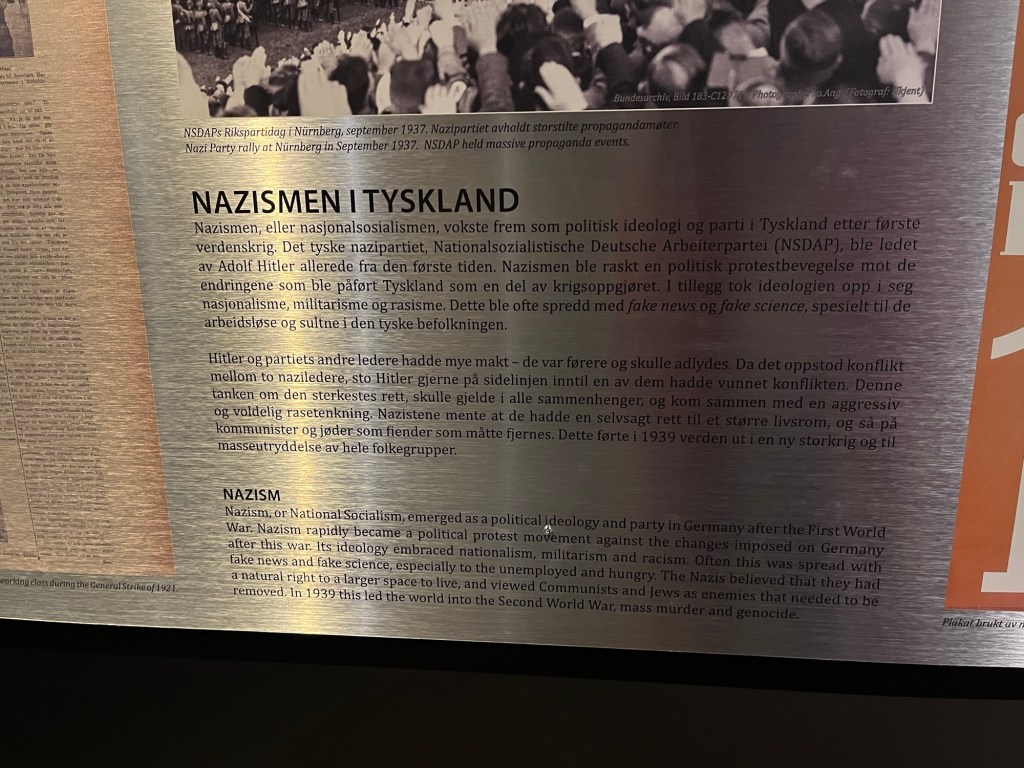 Bundesarchiv, Bild 183-C12
NSDAPs Rikspartidag i Nürnberg, september 1937. Nazipartiet avholdt storstilte propagandamøter.
Nazi Party rally at Nürnberg in September 1937. NSDAP held massive propaganda events.
NAZISMEN I TYSKLAND
Nazismen, eller nasjonalsosialismen, vokste frem som politisk ideologi og parti i Tyskland etter første
verdenskrig. Det tyske nazipartiet, Nationalsozialistische Deutsche Arbeiterpartei (NSDAP), ble ledet
av Adolf Hitler allerede fra den første tiden. Nazismen ble raskt en politisk protestbevegelse mot de
endringene som ble påført Tyskland som en del av krigsoppgjøret. I tillegg tok ideologien opp i seg
nasjonalisme, militarisme og rasisme. Dette ble ofte spredd med fake news og fake science, spesielt til de
arbeidsløse og sultne i den tyske befolkningen.
Hitler og partiets andre ledere hadde mye makt – de var førere og skulle adlydes. Da det oppstod konflikt
mellom to naziledere, sto Hitler gjerne på sidelinjen inntil en av dem hadde vunnet konflikten. Denne
tanken om den sterkestes rett, skulle gjelde i alle sammenhenger, og kom sammen med en aggressiv
og voldelig rasetenkning. Nazistene mente at de hadde en selvsagt rett til et større livsrom, og så på
kommunister og jøder som fiender som måtte fjernes. Dette førte i 1939 verden ut i en ny storkrig og til
masseutryddelse av hele folkegrupper.
NAZISM
Nazism, or National Socialism, emerged as a political ideology and party in Germany after the First World
War. Nazism rapidly became a political protest movement against the changes imposed on Germany
after this war. Its ideology embraced nationalism, militarism and racism. Often this was spread with
fake news and fake science, especially to the unemployed and hungry. The Nazis believed that they had
a natural right to a larger space to live, and viewed Communists and Jews as enemies that needed to be
removed. In 1939 this led the world into the Second World War, mass murder and genocide.
working class during the General Strike of 1921.
Plakat brukt av